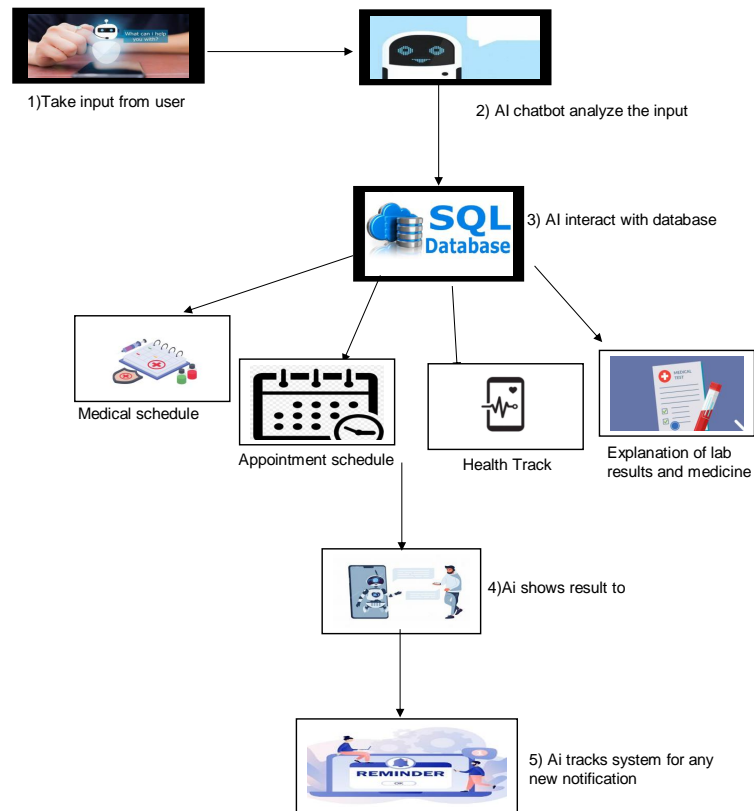 What can i help
you with?
1)Take input from user
2) AI chatbot analyze the input
SQL
Database
3) AI interact with database
Medical schedule
Appointment schedule
Health Track
MEDICAL
TEST
Explanation of lab
results and medicine
4)Ai shows result to
REMINDER
OK
5) Ai tracks system for any
new notification